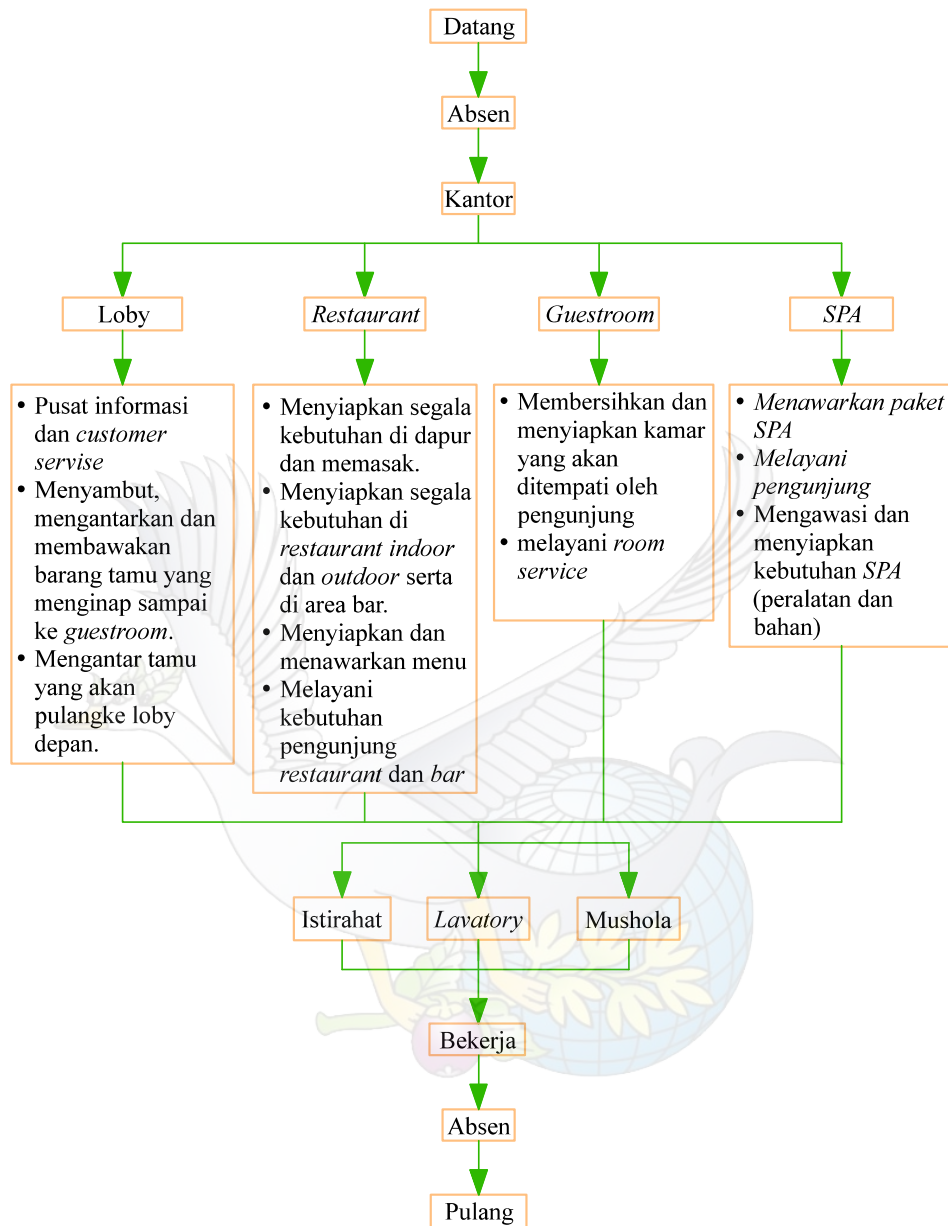 Datang
Absen
Kantor
Loby
Restaurant
Guestroom
SPA
• Pusat informasi
dan customer
servise
• Menyambut,
mengantarkan dan
membawakan
barang tamu yang
menginap sampai
ke guestroom.
• Mengantar tamu
yang akan
pulangke loby
depan.
• Menyiapkan segala
kebutuhan di dapur
dan memasak.
• Menyiapkan segala
kebutuhan di
restaurant indoor
dan outdoor serta
di area bar.
• Menyiapkan dan
menawarkan menu
• Melayani
kebutuhan
pengunjung
restaurant dan bar
• Membersihkan dan
menyiapkan kamar
yang akan
ditempati oleh
pengunjung
• melayani room
service
• Menawarkan paket
SPA
• Melayani
pengunjung
• Mengawasi dan
menyiapkan
kebutuhan SPA
(peralatan dan
bahan)
Istirahat
Lavatory
Mushola
Bekerja
Absen
Pulang